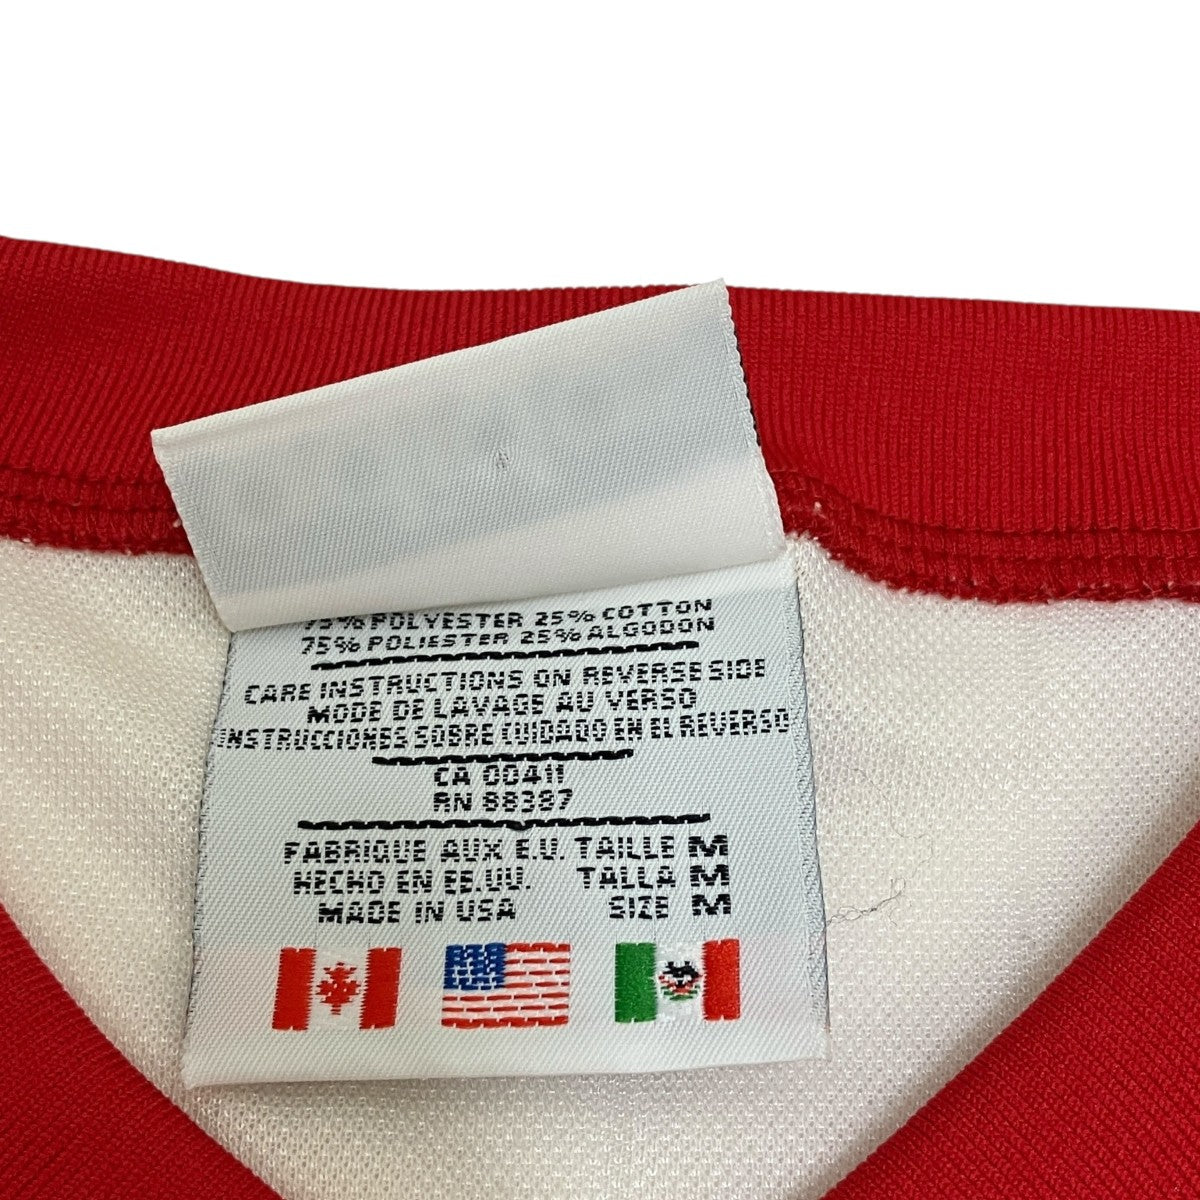 75% POLYESTER 25% COTTON
75% POLIESTER 25% ALGODON
CARE INSTRUCTIONS ON REVERSE SIDE
MODE DE LAVAGE AU VERSO
INSTRUCCIONES SOBRE CUIDADO EN EL REVERSO
CA 00411
RN 88387
FABRIQUE AUX E.U. TAILLE M
HECHO EN EE.UU. TALLA M
MADE IN USA SIZE M